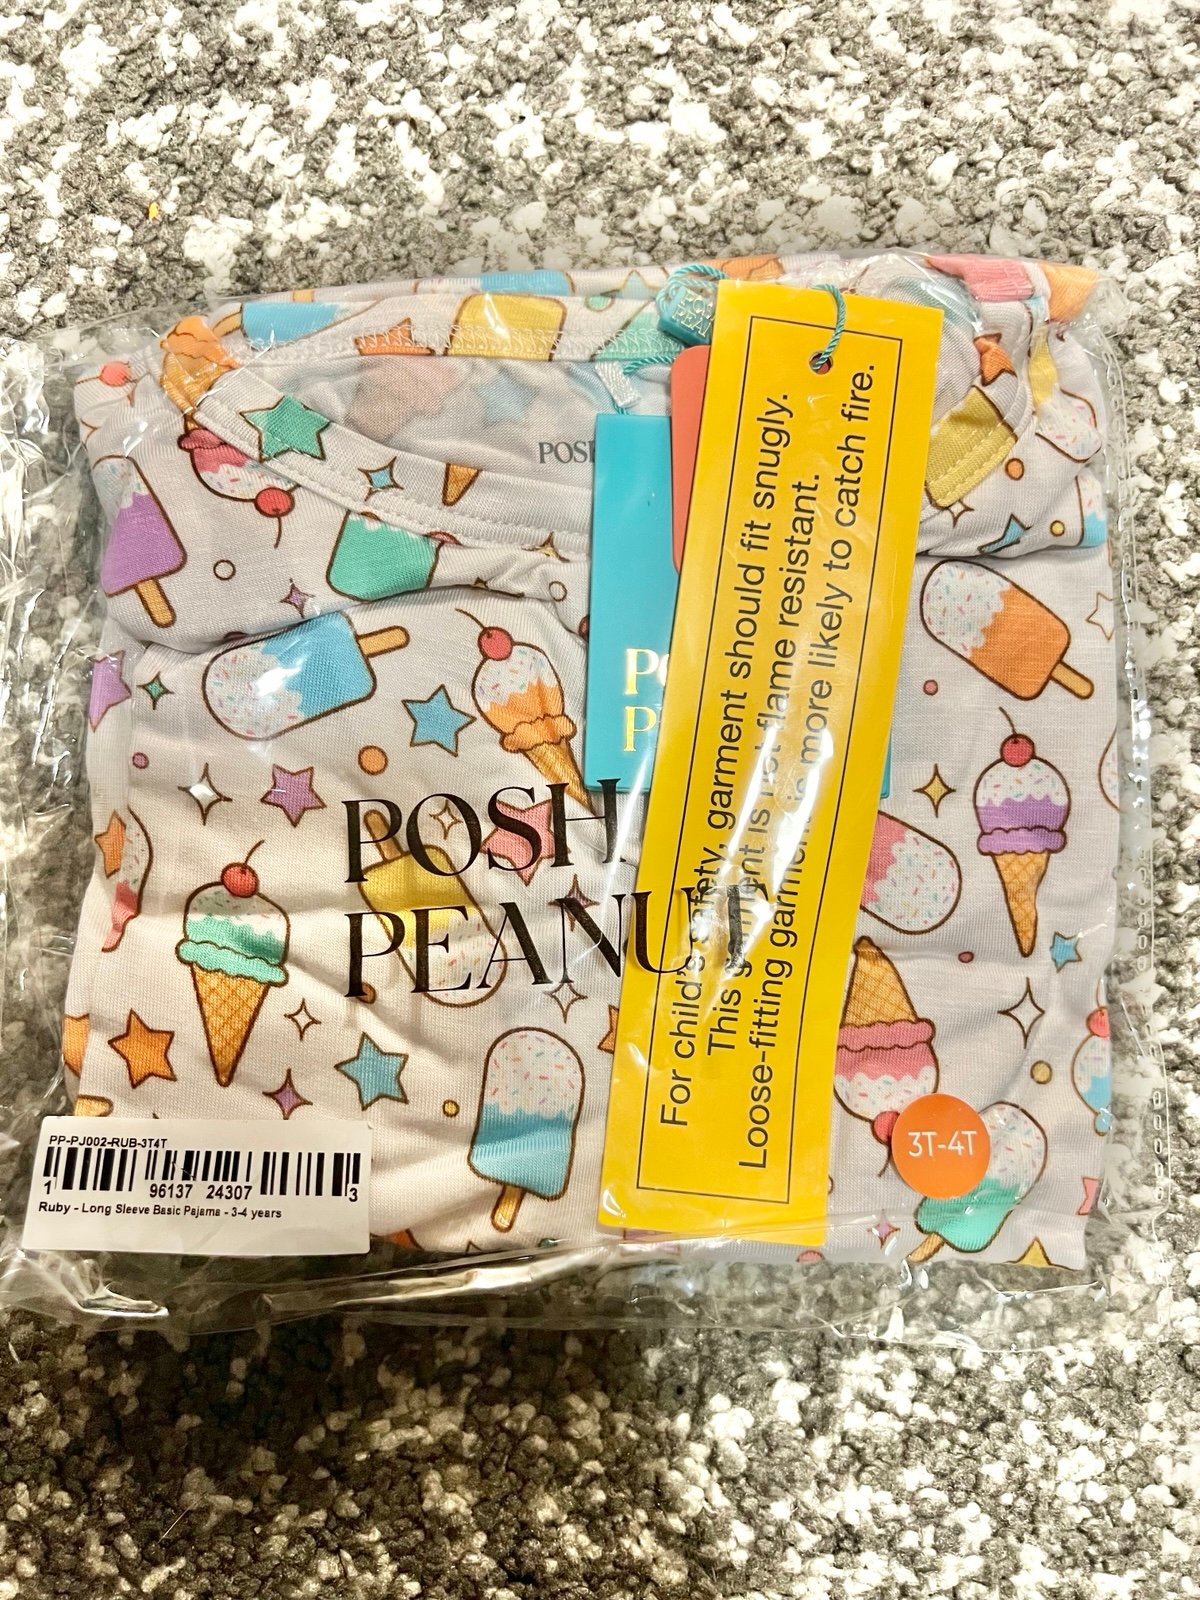 POSH
For child's safety, garment should fit snugly.
This garment is not flame resistant.
Loose-fitting garment is more likely to catch fire.
POSH
PEANUT
3T-4T
PP-PJ002-RUB-3T4T
1 96137 24307 3
Ruby - Long Sleeve Basic Pajama - 3-4 years